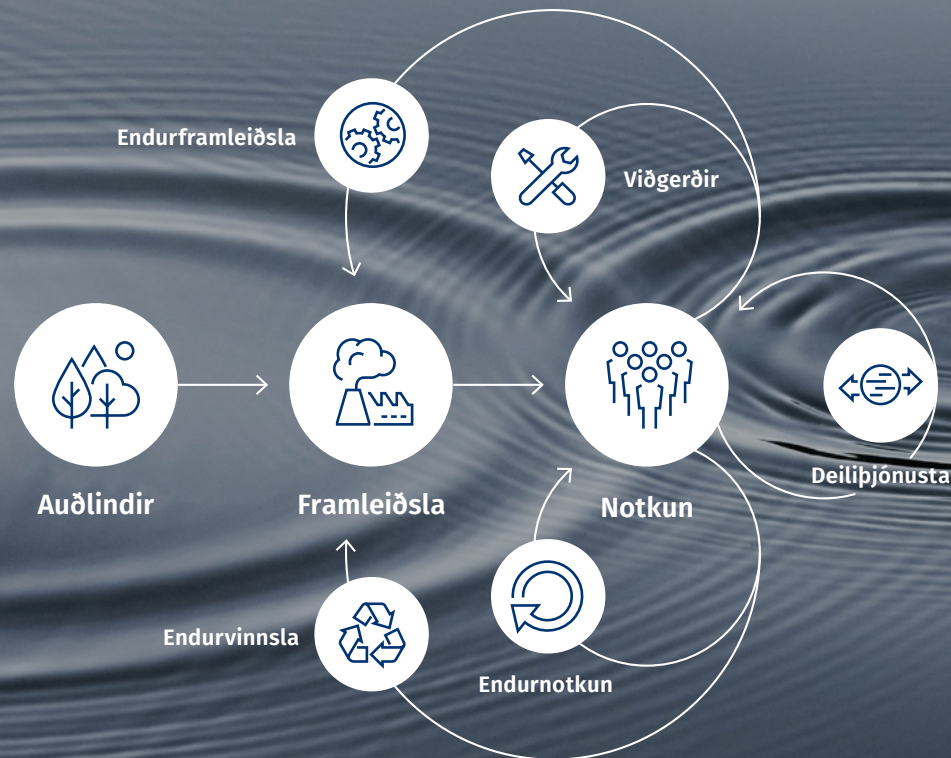 Endurframleiðsla
Viðgerðir
Auðlindir
Framleiðsla
Notkun
Deiliþjónusta
Endurvinnsla
Endurnotkun